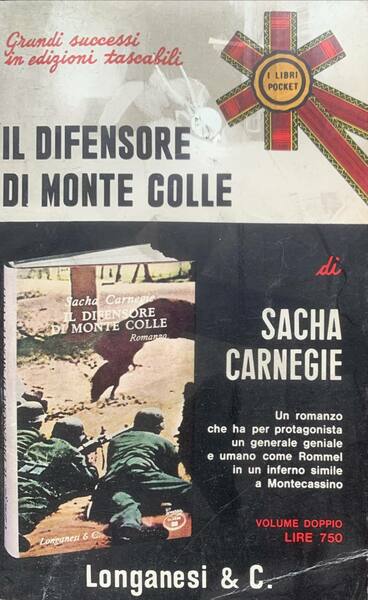 Grandi successi
in edizioni tascabili
I LIBRI
POCKET
IL DIFENSORE
DI MONTE COLLE
di
SACHA
CARNEGIE
Sacha Carnegie
IL DIFENSORE
DI MONTE COLLE
Romanzo
Longanesi & C.
Un romanzo
che ha per protagonista
un generale geniale
e umano come Rommel
in un inferno simile
a Montecassino
VOLUME DOPPIO
LIRE 750
Longanesi & C.